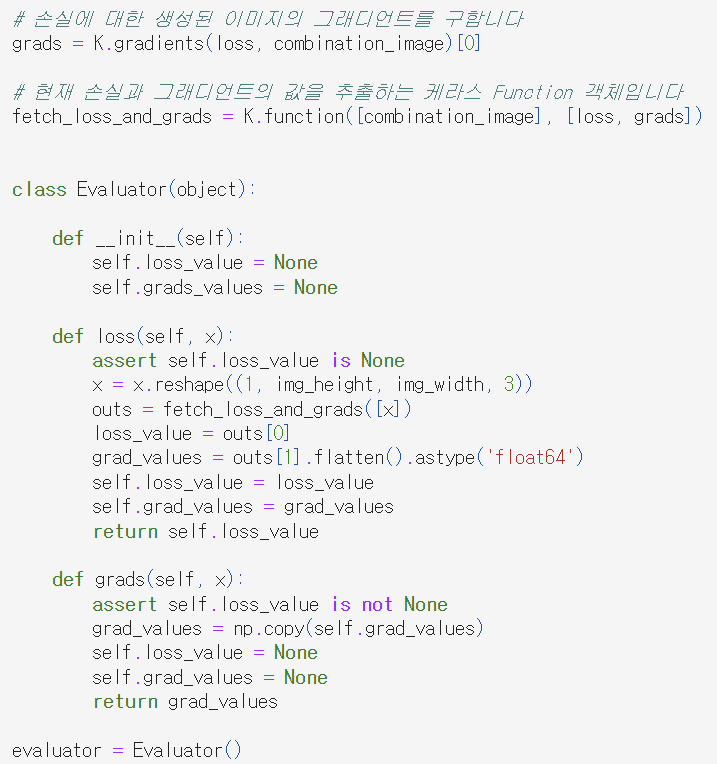 # 손실에 대한 생성된 이미지의 그래디언트를 구합니다
grads = K.gradients(loss, combination_image)[0]

# 현재 손실과 그래디언트의 값을 추출하는 케라스 Function 객체입니다
fetch_loss_and_grads = K.function([combination_image], [loss, grads])


class Evaluator(object):

    def __init__(self):
        self.loss_value = None
        self.grads_values = None

    def loss(self, x):
        assert self.loss_value is None
        x = x.reshape((1, img_height, img_width, 3))
        outs = fetch_loss_and_grads([x])
        loss_value = outs[0]
        grad_values = outs[1].flatten().astype('float64')
        self.loss_value = loss_value
        self.grad_values = grad_values
        return self.loss_value

    def grads(self, x):
        assert self.loss_value is not None
        grad_values = np.copy(self.grad_values)
        self.loss_value = None
        self.grad_values = None
        return grad_values

evaluator = Evaluator()